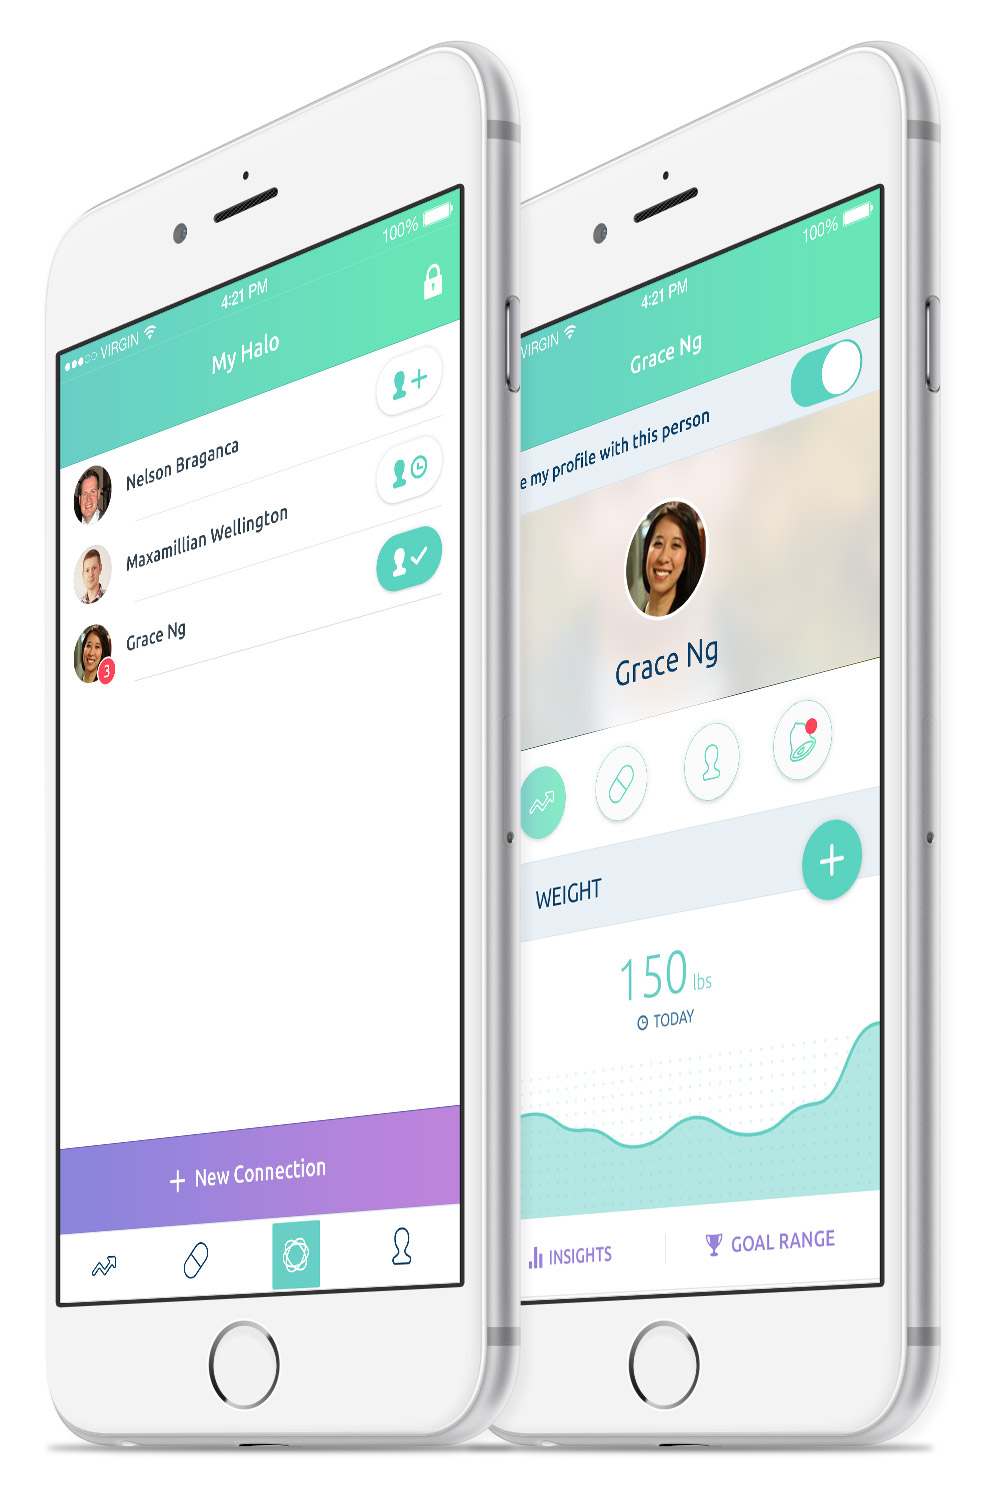 VIRGIN 4:21 PM 100%
My Halo
Nelson Braganca
Maxamillian Wellington
Grace Ng
3
+ New Connection
VIRGIN 4:21 PM 100%
Grace Ng
e my profile with this person
Grace Ng
WEIGHT
+
150 lbs
TODAY
INSIGHTS
GOAL RANGE